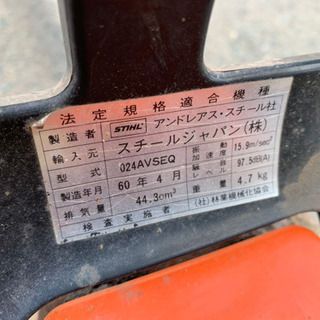 法定規格適合機種
製造者 STIHL アンドレアス・スチール社
輸入元 スチールジャパン(株)
型式 024AVSEQ 振動加速度 15.9m/sec²
製造年月 60年4月 騒音レベル 97.5dB(A)
排気量 44.3cm³ 重量 4.7kg
検査実施者 (社)林業機械化協会